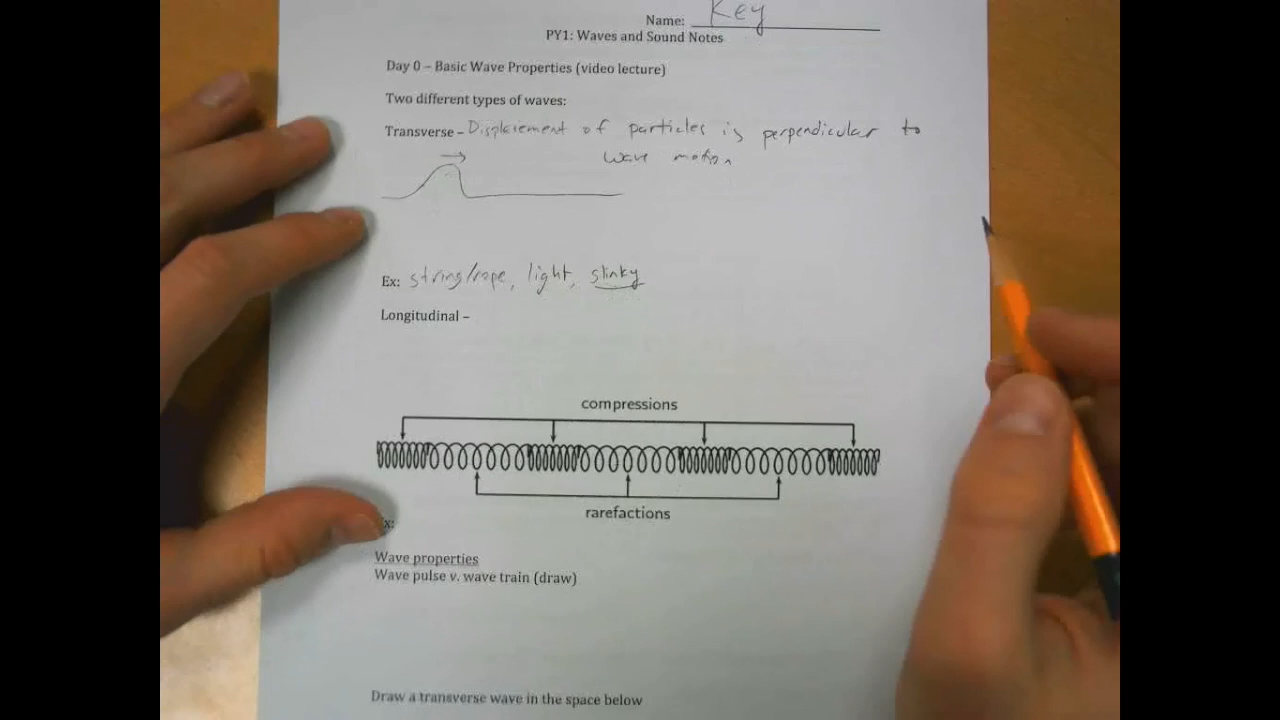 Name: Key
PY1: Waves and Sound Notes
Day 0 – Basic Wave Properties (video lecture)
Two different types of waves:
Transverse – Displacement of particles is perpendicular to
wave motion
Ex: string/rope, light, slinky
Longitudinal –
compressions
rarefactions
x:
Wave properties
Wave pulse v. wave train (draw)
Draw a transverse wave in the space below